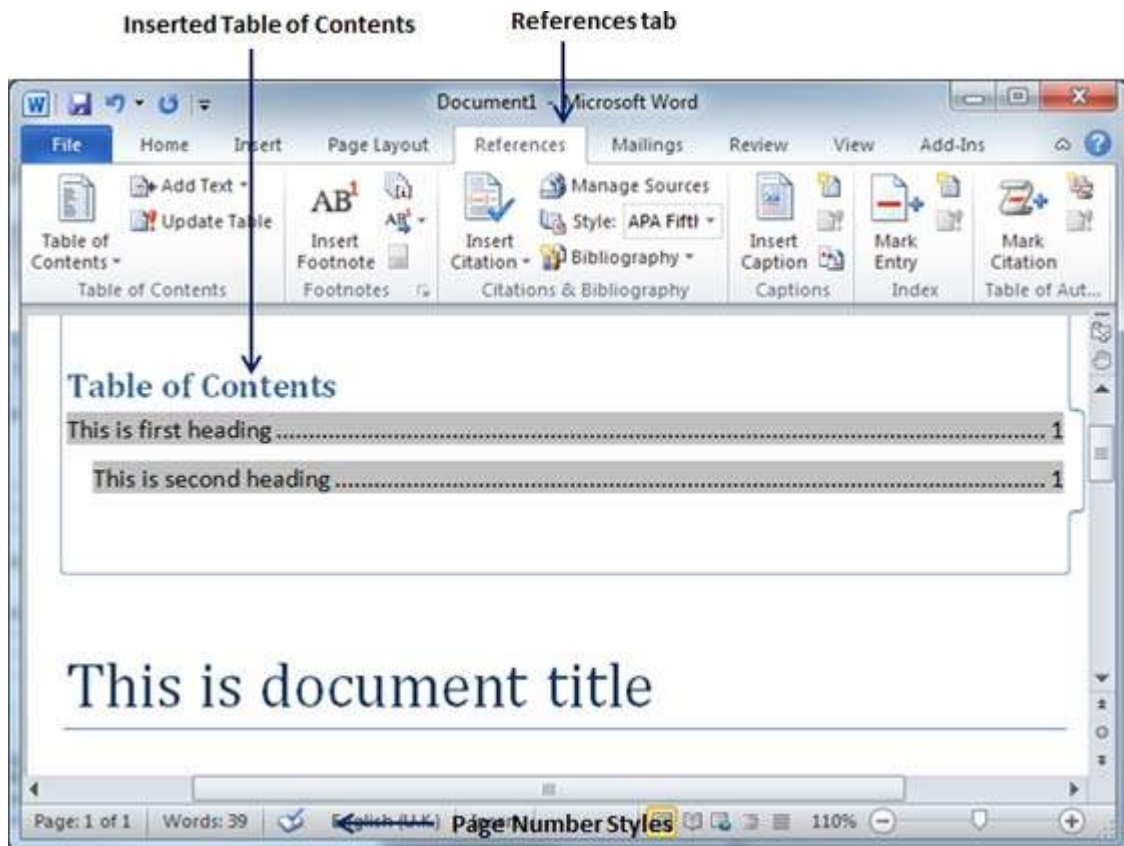 Inserted Table of Contents
References tab
Document1 - Microsoft Word
File Home Insert Page Layout References Mailings Review View Add-Ins
Add Text
Update Table
Table of
Contents
Table of Contents
AB1
AB1
Insert
Footnote
Footnotes
Insert
Citation
Manage Sources
Style: APA Fift
Bibliography
Citations & Bibliography
Insert
Caption
Captions
Mark
Entry
Index
Mark
Citation
Table of Aut...
Table of Contents
This is first heading ........ 1
This is second heading ........ 1
This is document title
Page: 1 of 1 Words: 39 English (U.K.) Page Number Styles 110%